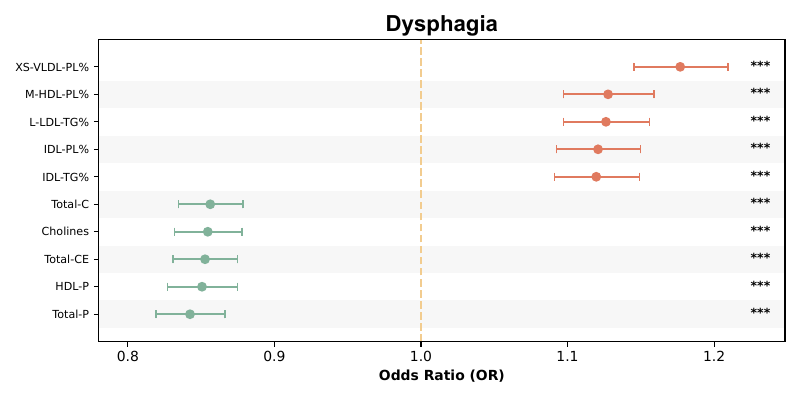 Dysphagia
XS-VLDL-PL% ***
M-HDL-PL% ***
L-LDL-TG% ***
IDL-PL% ***
IDL-TG% ***
Total-C ***
Cholines ***
Total-CE ***
HDL-P ***
Total-P ***
0.8 0.9 1.0 1.1 1.2
Odds Ratio (OR)